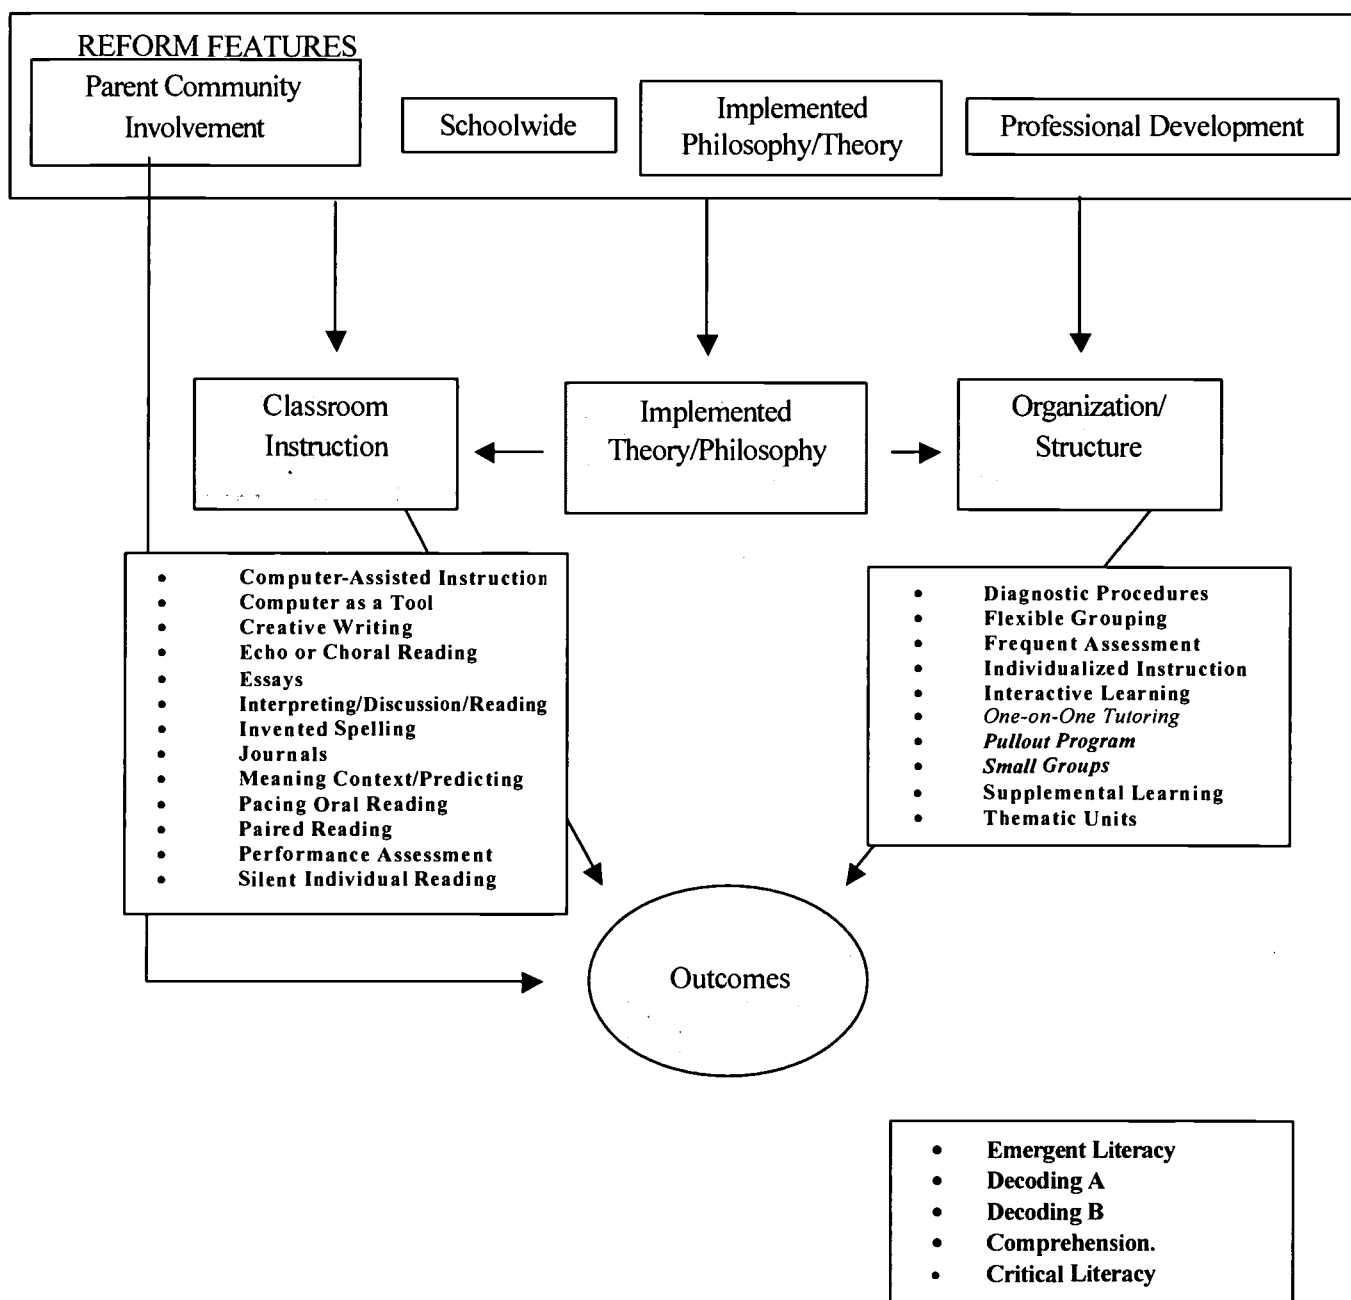 REFORM FEATURES
Parent Community
Involvement
Schoolwide
Implemented
Philosophy/Theory
Professional Development
Classroom
Instruction
Implemented
Theory/Philosophy
Organization/
Structure
• Computer-Assisted Instruction
• Computer as a Tool
• Creative Writing
• Echo or Choral Reading
• Essays
• Interpreting/Discussion/Reading
• Invented Spelling
• Journals
• Meaning Context/Predicting
• Pacing Oral Reading
• Paired Reading
• Performance Assessment
• Silent Individual Reading
• Diagnostic Procedures
• Flexible Grouping
• Frequent Assessment
• Individualized Instruction
• Interactive Learning
• One-on-One Tutoring
• Pullout Program
• Small Groups
• Supplemental Learning
• Thematic Units
Outcomes
• Emergent Literacy
• Decoding A
• Decoding B
• Comprehension.
• Critical Literacy